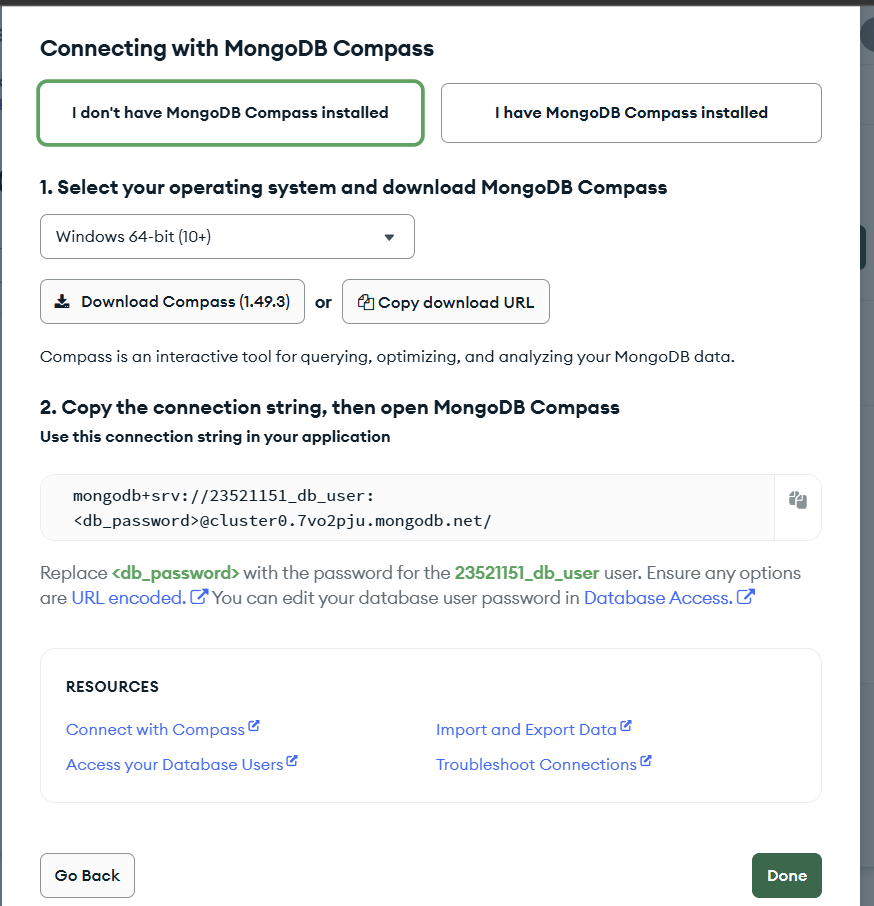 Connecting with MongoDB Compass
I don't have MongoDB Compass installed
I have MongoDB Compass installed
1. Select your operating system and download MongoDB Compass
Windows 64-bit (10+)
Download Compass (1.49.3)
or
Copy download URL
Compass is an interactive tool for querying, optimizing, and analyzing your MongoDB data.
2. Copy the connection string, then open MongoDB Compass
Use this connection string in your application
mongodb+srv://23521151_db_user:
<db_password>@cluster0.7vo2pju.mongodb.net/
Replace <db_password> with the password for the 23521151_db_user user. Ensure any options
are URL encoded. You can edit your database user password in Database Access.
RESOURCES
Connect with Compass
Import and Export Data
Access your Database Users
Troubleshoot Connections
Go Back
Done